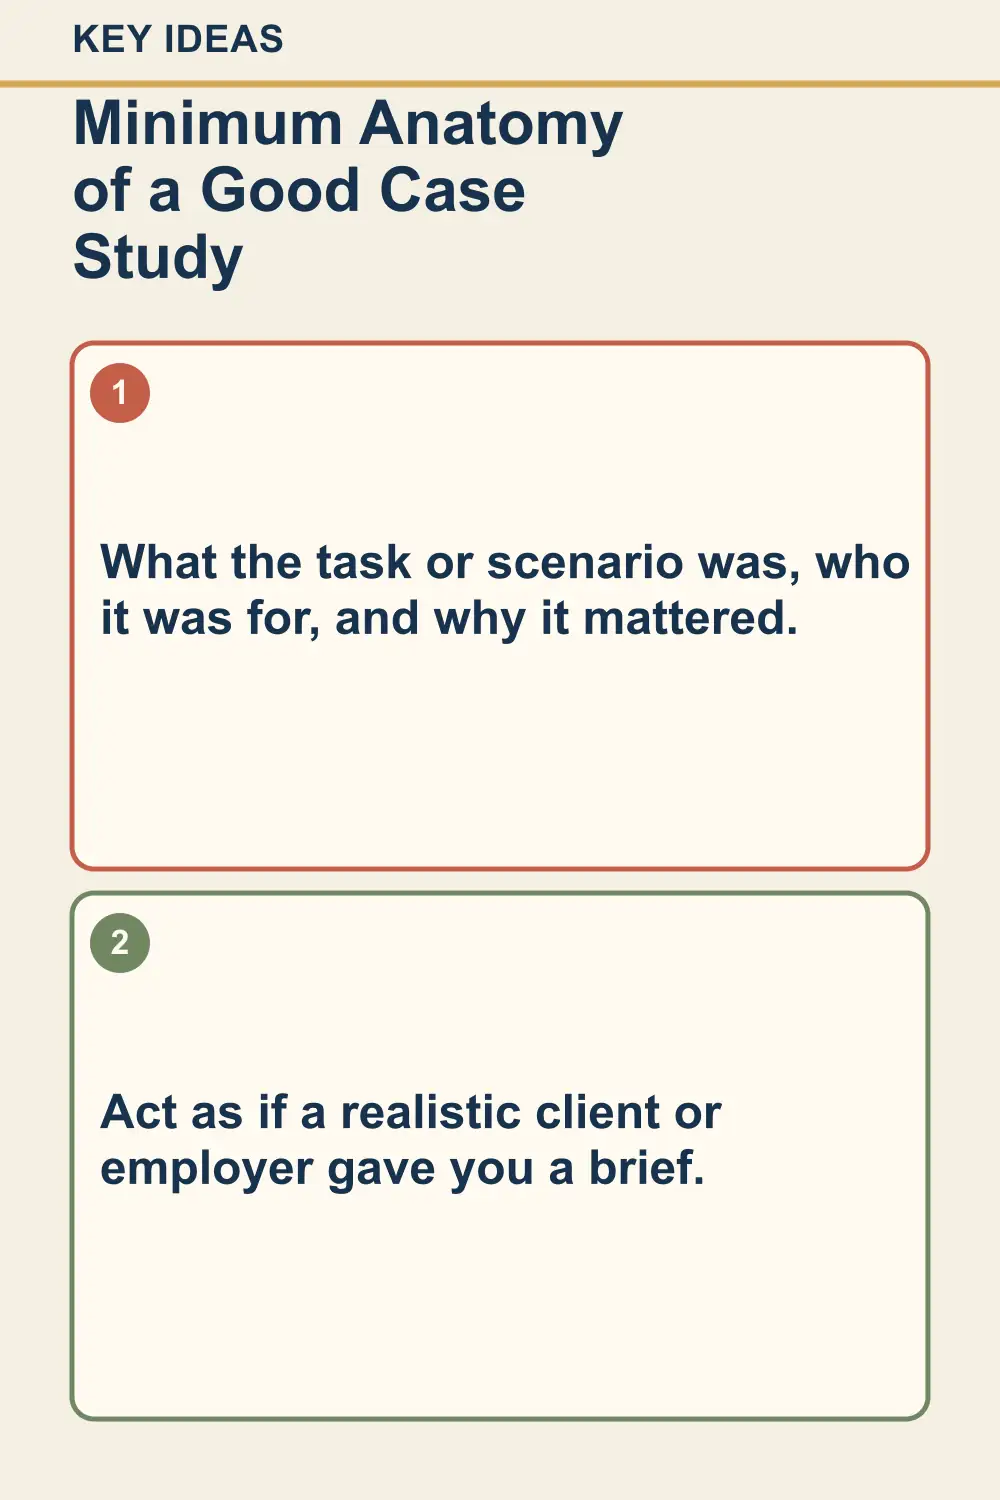 KEY IDEAS
Minimum Anatomy
of a Good Case
Study
1
What the task or scenario was, who
it was for, and why it mattered.
2
Act as if a realistic client or
employer gave you a brief.